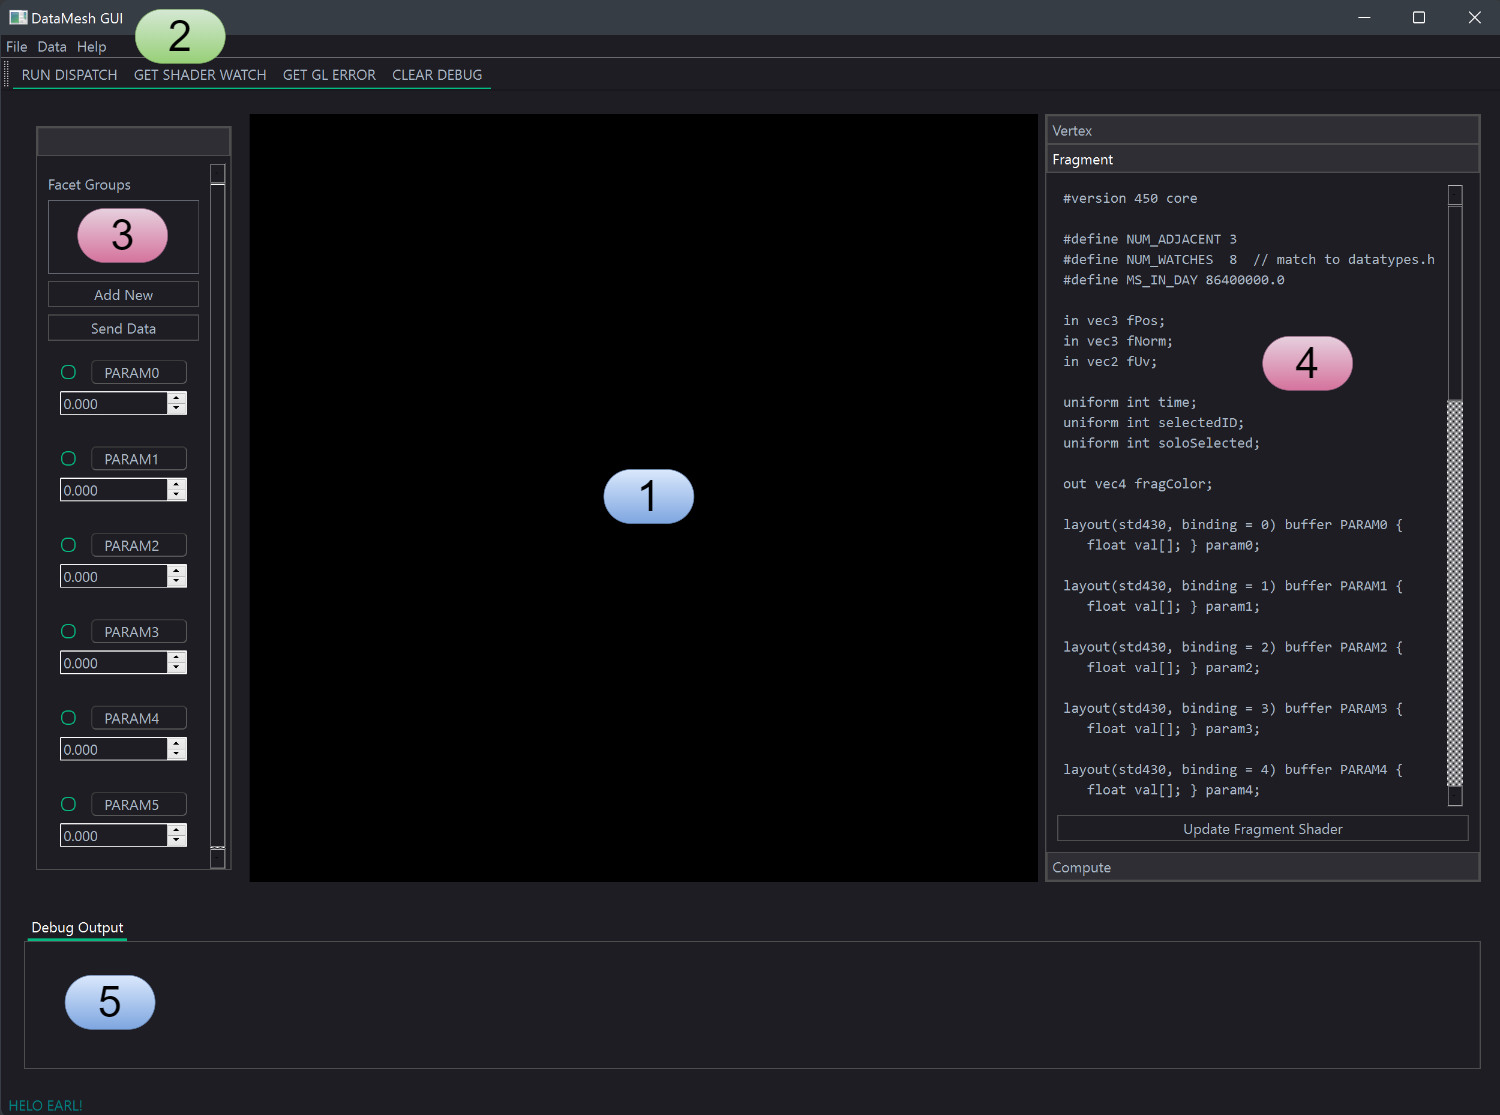 DataMesh GUI
File Data Help
2
RUN DISPATCH GET SHADER WATCH GET GL ERROR CLEAR DEBUG
Facet Groups
3
Add New
Send Data
PARAM0
0.000
PARAM1
0.000
PARAM2
0.000
PARAM3
0.000
PARAM4
0.000
PARAM5
0.000
1
Vertex
Fragment
#version 450 core
#define NUM_ADJACENT 3
#define NUM_WATCHES  8  // match to datatypes.h
#define MS_IN_DAY 86400000.0
in vec3 fPos;
in vec3 fNorm;
in vec2 fUv;
4
uniform int time;
uniform int selectedID;
uniform int soloSelected;
out vec4 fragColor;
layout(std430, binding = 0) buffer PARAM0 {
float val[]; } param0;
layout(std430, binding = 1) buffer PARAM1 {
float val[]; } param1;
layout(std430, binding = 2) buffer PARAM2 {
float val[]; } param2;
layout(std430, binding = 3) buffer PARAM3 {
float val[]; } param3;
layout(std430, binding = 4) buffer PARAM4 {
float val[]; } param4;
Update Fragment Shader
Compute
Debug Output
5
HELO EARL!